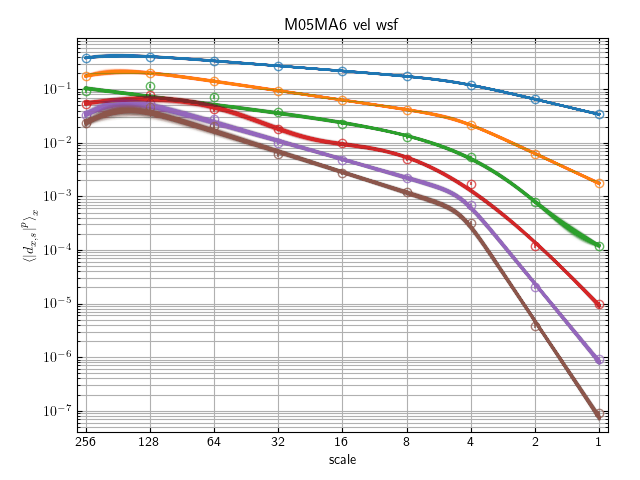 M05MA6 vel wsf
⟨|d_{x,s}|^p⟩_x
10^{-1}
10^{-2}
10^{-3}
10^{-4}
10^{-5}
10^{-6}
10^{-7}
256 128 64 32 16 8 4 2 1
scale